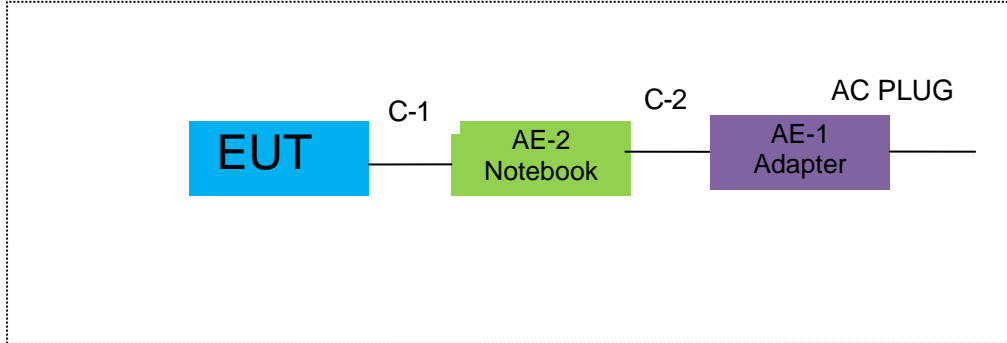 EUT
C-1
AE-2
Notebook
C-2
AE-1
Adapter
AC PLUG